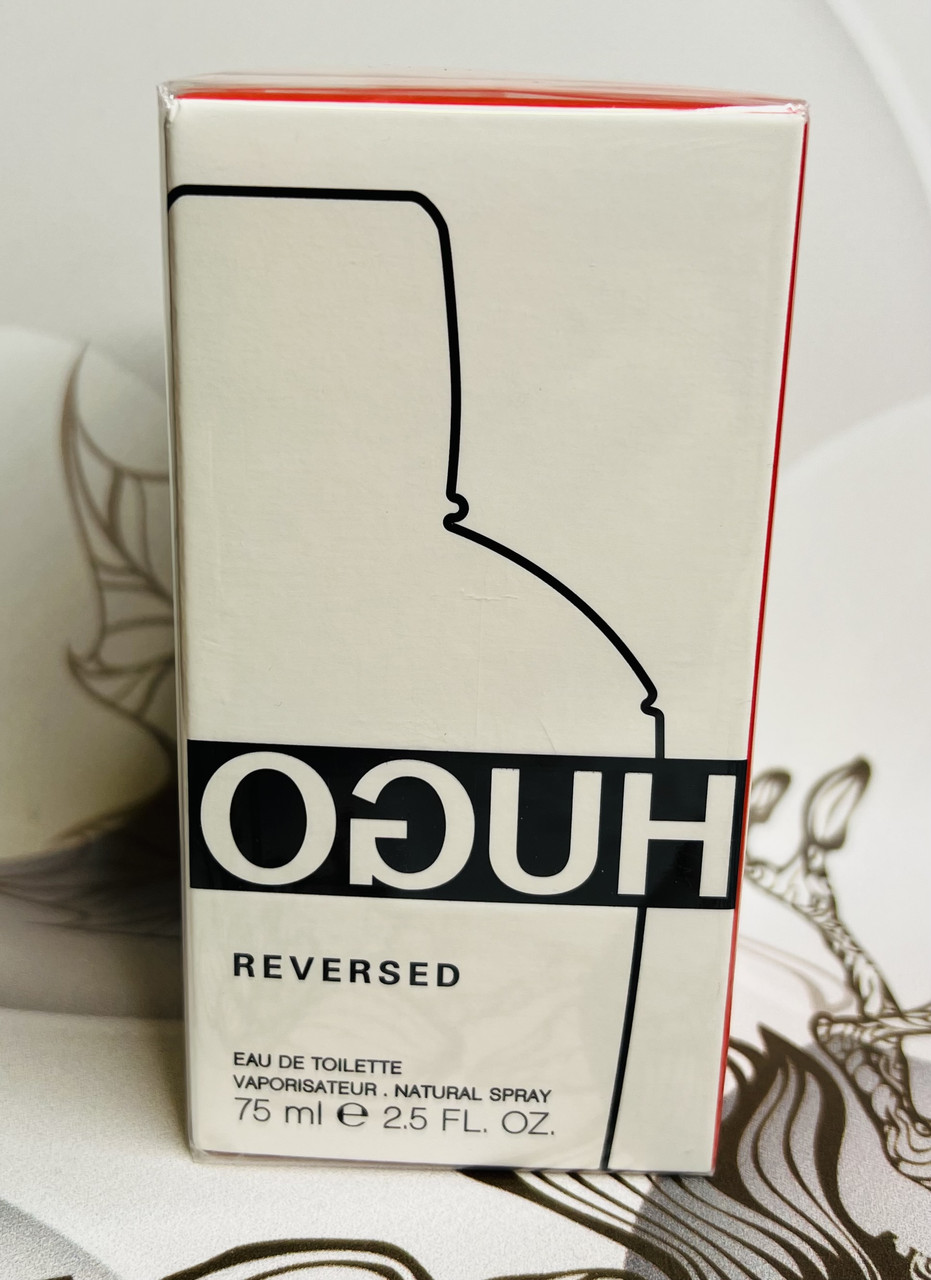 HUGO
REVERSED
EAU DE TOILETTE
VAPORISATEUR . NATURAL SPRAY
75 ml ℮ 2.5 FL. OZ.